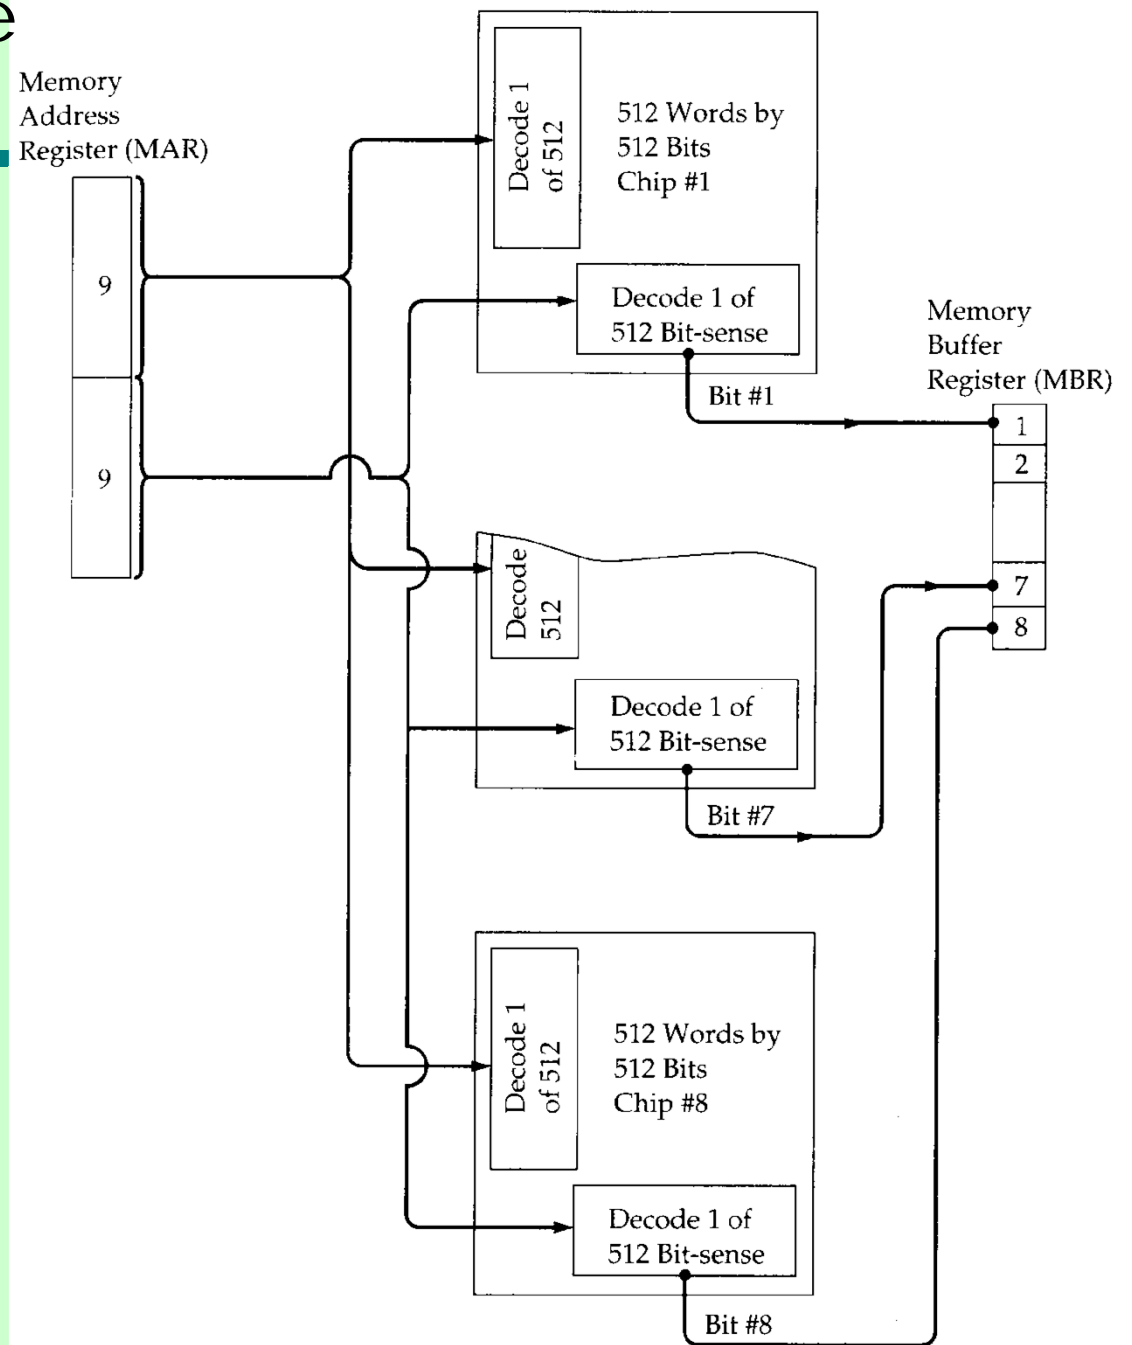 e
Memory
Address
Register (MAR)
9
9
Decode 1
of 512
512 Words by
512 Bits
Chip #1
Decode 1 of
512 Bit-sense
Bit #1
Memory
Buffer
Register (MBR)
1
2
7
8
Decode
512
Decode 1 of
512 Bit-sense
Bit #7
Decode 1
of 512
512 Words by
512 Bits
Chip #8
Decode 1 of
512 Bit-sense
Bit #8